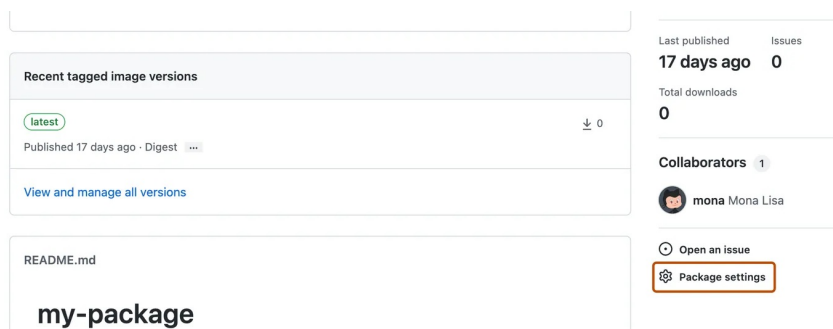 Recent tagged image versions
latest
0
Published 17 days ago · Digest ...
View and manage all versions
README.md
my-package
Last published Issues
17 days ago 0
Total downloads
0
Collaborators 1
mona Mona Lisa
Open an issue
Package settings